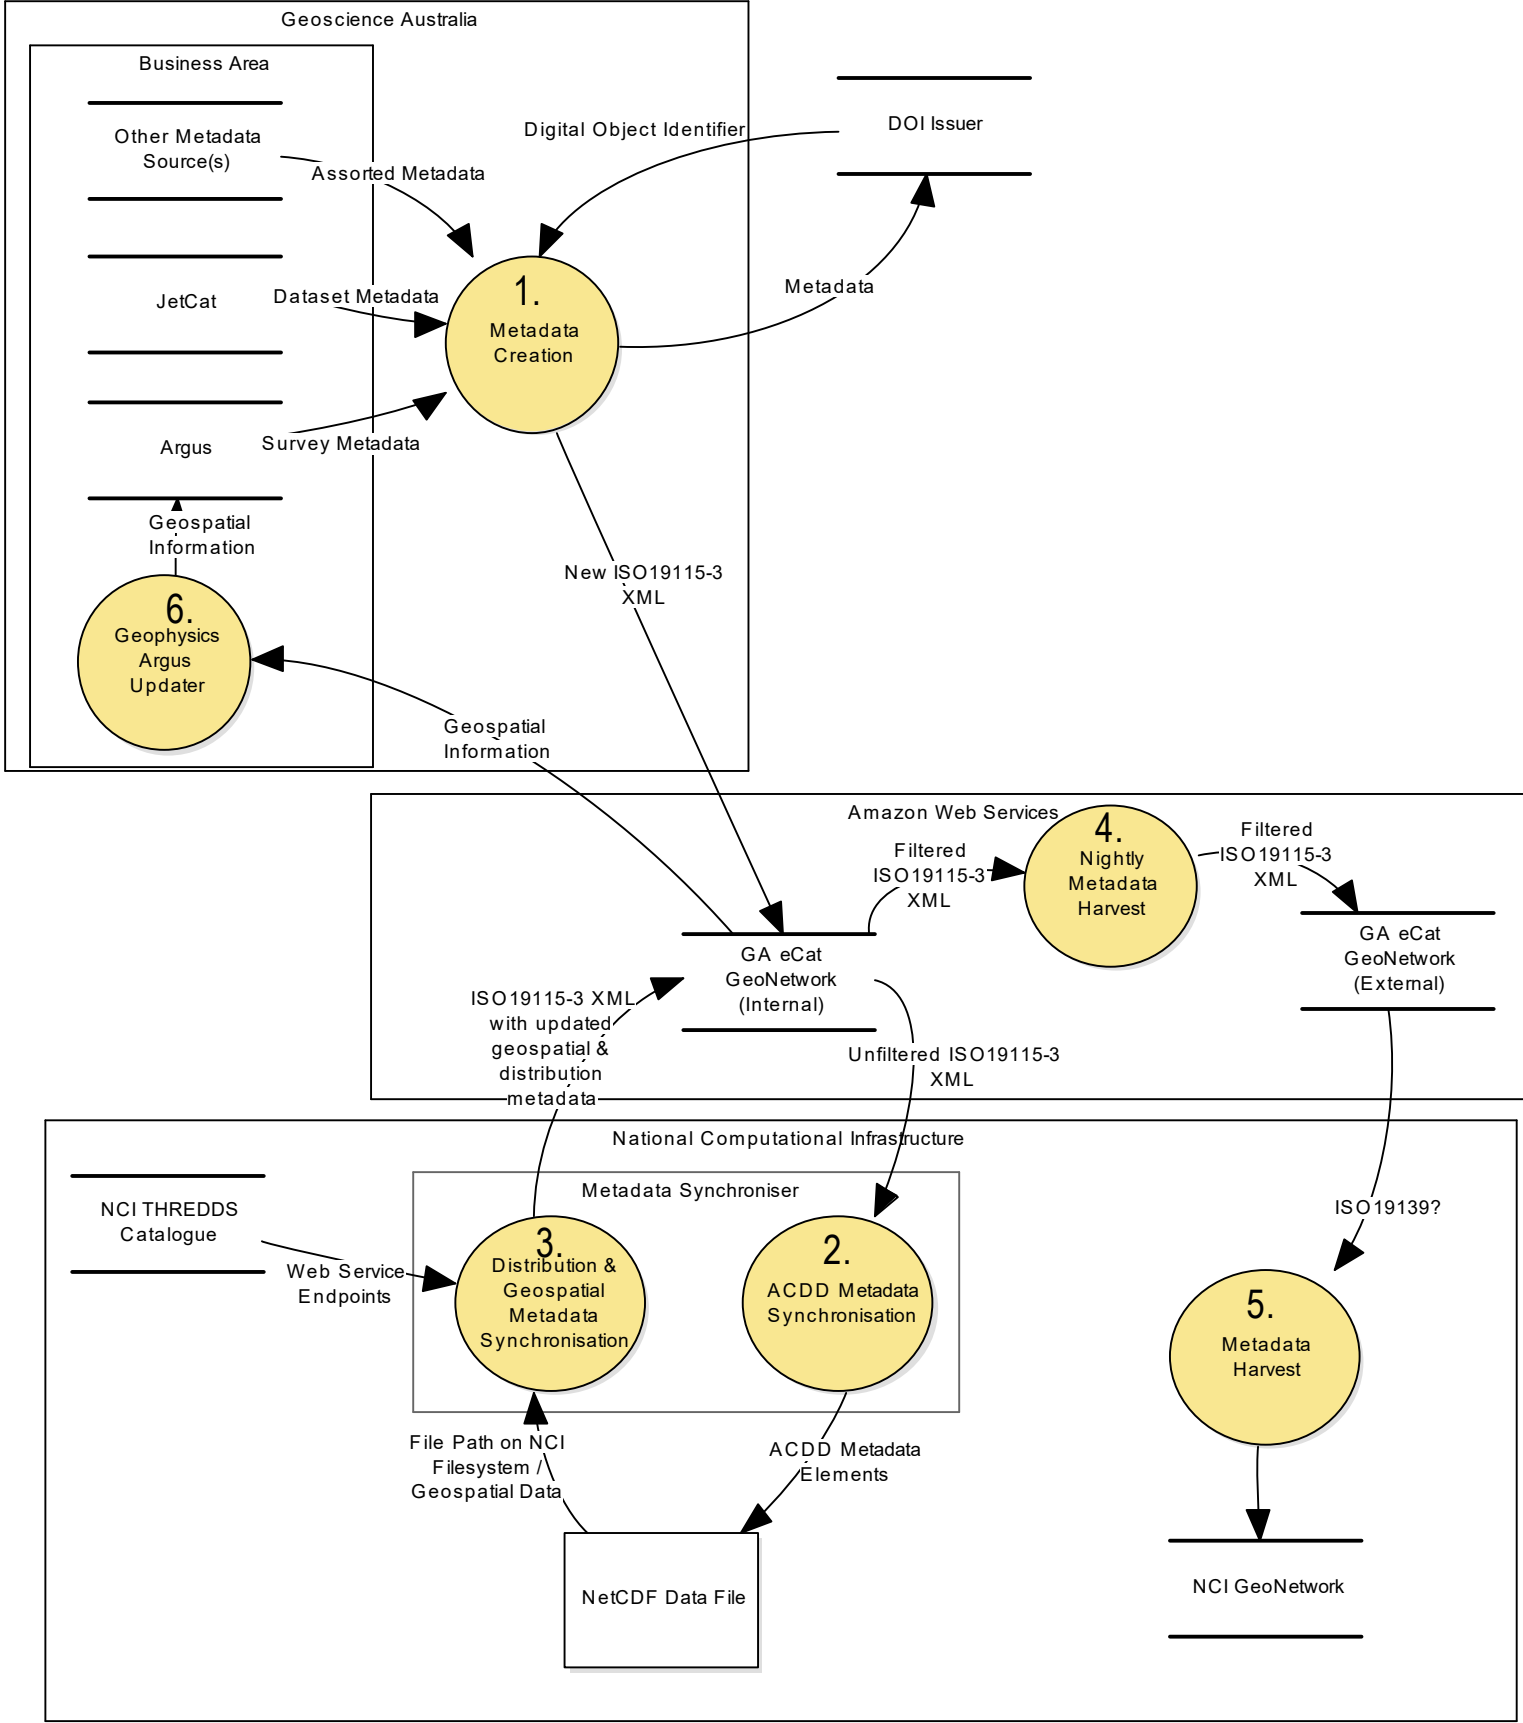 Geoscience Australia
Business Area
Other Metadata
Source(s)
Assorted Metadata
Digital Object Identifier
DOI Issuer
JetCat
Dataset Metadata
1.
Metadata
Creation
Metadata
Argus
Survey Metadata
Geospatial
Information
6.
Geophysics
Argus
Updater
New ISO19115-3
XML
Geospatial
Information
Amazon Web Services
Filtered
ISO19115-3
XML
4.
Nightly
Metadata
Harvest
Filtered
ISO19115-3
XML
GA eCat
GeoNetwork
(Internal)
GA eCat
GeoNetwork
(External)
ISO19115-3 XML
with updated
geospatial &
distribution
metadata
Unfiltered ISO19115-3
XML
National Computational Infrastructure
NCI THREDDS
Catalogue
Web Service
Endpoints
Metadata Synchroniser
3.
Distribution &
Geospatial
Metadata
Synchronisation
2.
ACDD Metadata
Synchronisation
ISO19139?
5.
Metadata
Harvest
File Path on NCI
Filesystem /
Geospatial Data
ACDD Metadata
Elements
NetCDF Data File
NCI GeoNetwork